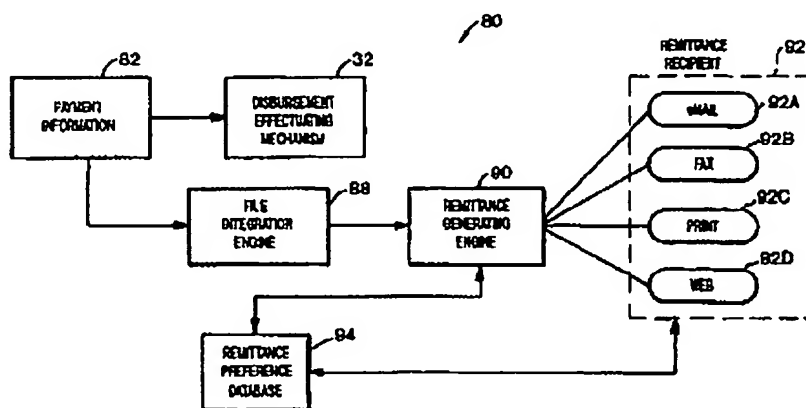 80
REMITTANCE
RECIPIENT
92
82
PAYMENT
INFORMATION
32
DISBURSEMENT
EFFECTUATING
MECHANISM
eMAIL
92A
FAX
92B
PRINT
92C
WEB
92D
88
FILE
INTEGRATION
ENGINE
90
REMITTANCE
GENERATING
ENGINE
94
REMITTANCE
PREFERENCE
DATABASE